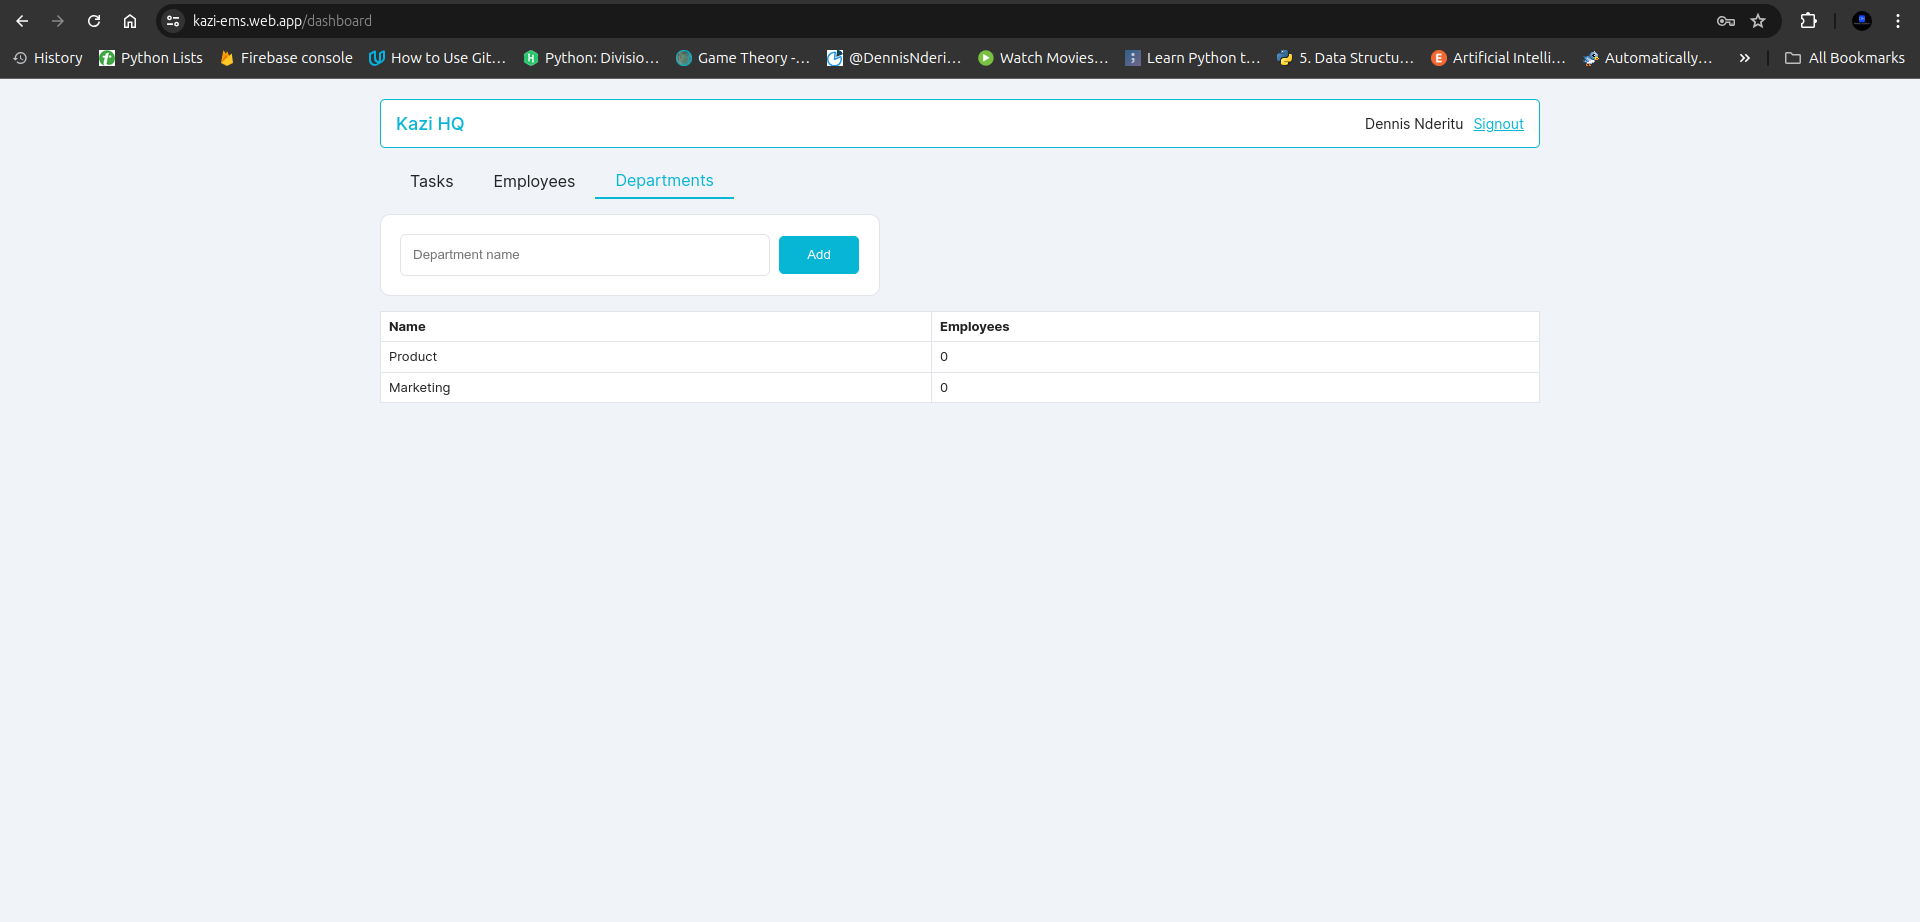 kazi-ems.web.app/dashboard
History Python Lists Firebase console How to Use Git... Python: Divisio... Game Theory -... @DennisNderi... Watch Movies... Learn Python t... 5. Data Structu... Artificial Intelli... Automatically... All Bookmarks
Kazi HQ Dennis Nderitu Signout
Tasks Employees Departments
Department name Add
Name Employees
Product 0
Marketing 0